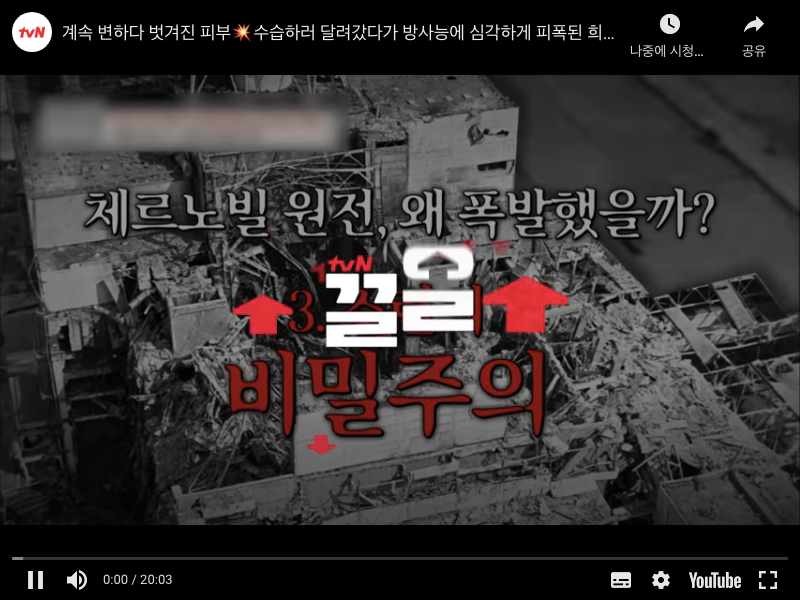 tvN
계속 변하다 벗겨진 피부💥수습하러 달려갔다가 방사능에 심각하게 피폭된 희...
나중에 시청...
공유
체르노빌 원전, 왜 폭발했을까?
tvN
3.
끌올
비밀주의
0:00 / 20:03
YouTube